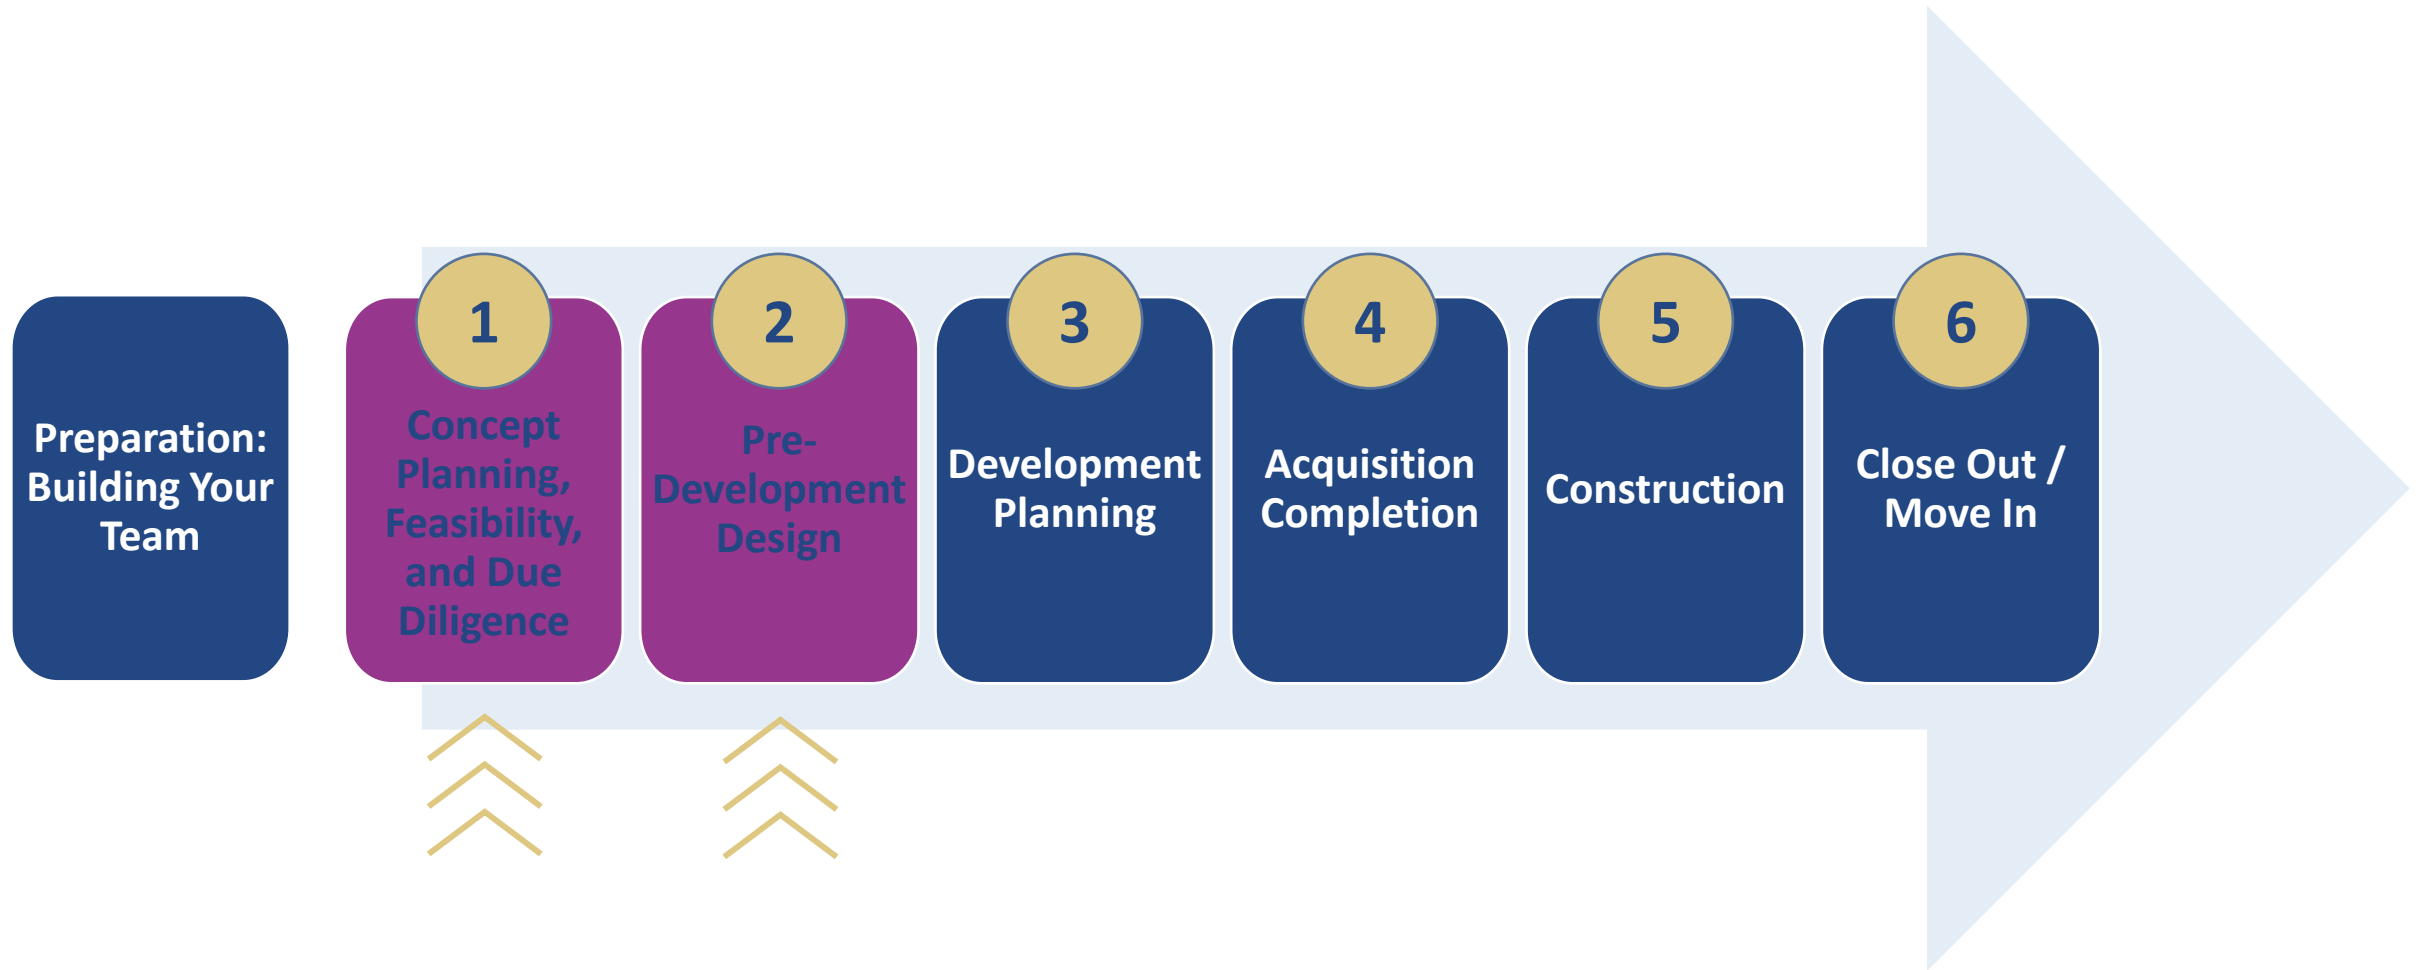 Preparation:
Building Your
Team
1
Concept
Planning,
Feasibility,
and Due
Diligence
2
Pre-
Development
Design
3
Development
Planning
4
Acquisition
Completion
5
Construction
6
Close Out /
Move In